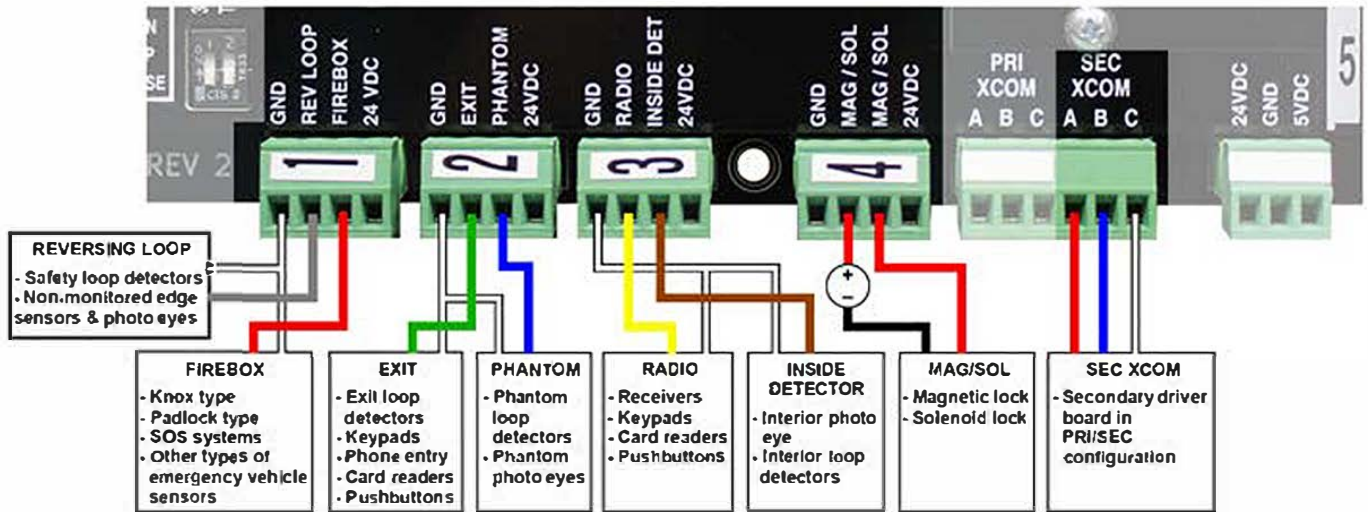 GND
REV LOOP
FIREBOX
24 VDC
GND
EXIT
PHANTOM
24VDC
GND
RADIO
INSIDE DET
24VDC
GND
MAG / SOL
MAG / SOL
24VDC
PRI
XCOM
A B C
SEC
XCOM
A B C
24VDC
GND
5VDC
5
REV 2
1
2
3
4
REVERSING LOOP
- Safety loop detectors
- Non-monitored edge
sensors & photo eyes
+
−
FIREBOX
- Knox type
- Padlock type
- SOS systems
- Other types of
emergency vehicle
sensors
EXIT
- Exit loop
detectors
- Keypads
- Phone entry
- Card readers
- Pushbuttons
PHANTOM
- Phantom
loop
detectors
- Phantom
photo eyes
RADIO
- Receivers
- Keypads
- Card readers
- Pushbuttons
INSIDE
DETECTOR
- Interior photo
eye
- Interior loop
detectors
MAG/SOL
- Magnetic lock
- Solenoid lock
SEC XCOM
- Secondary driver
board in
PRI/SEC
configuration